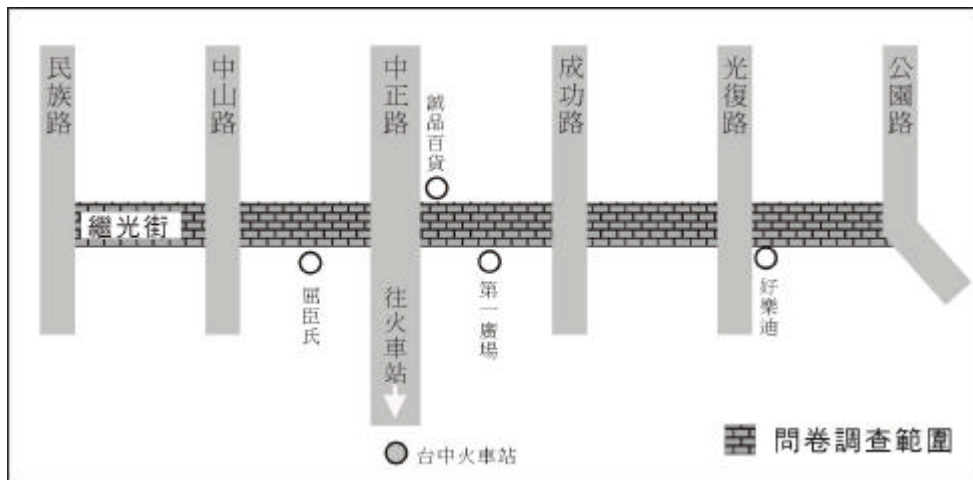 民族路
中山路
中正路
成功路
光復路
公園路
誠品百貨
繼光街
屈臣氏
往火車站
第一廣場
好樂迪
台中火車站
問卷調查範圍